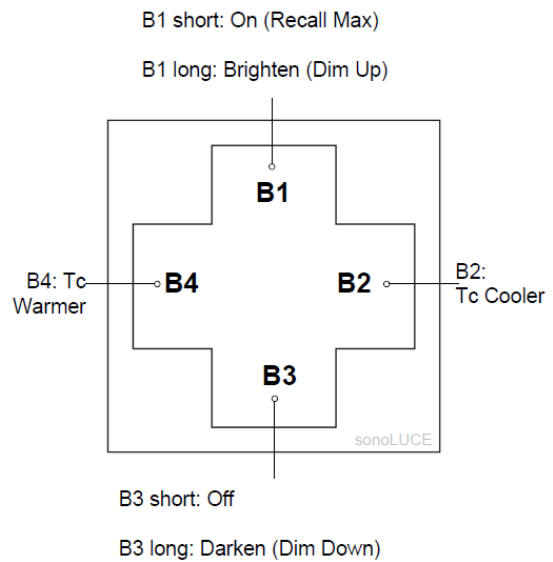 B1 short: On (Recall Max)
B1 long: Brighten (Dim Up)
B1
B4: Tc
Warmer
B4
B2
B2:
Tc Cooler
B3
sonoLUCE
B3 short: Off
B3 long: Darken (Dim Down)